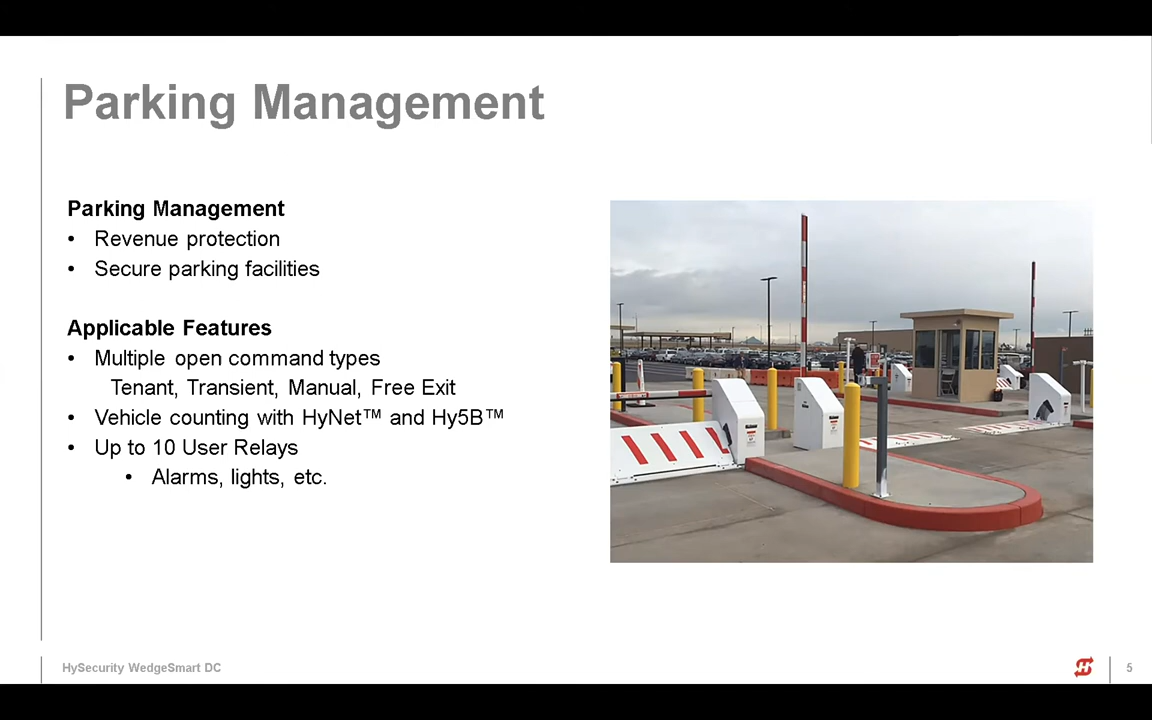 Parking Management
Parking Management
• Revenue protection
• Secure parking facilities
Applicable Features
• Multiple open command types
Tenant, Transient, Manual, Free Exit
• Vehicle counting with HyNet™ and Hy5B™
• Up to 10 User Relays
• Alarms, lights, etc.
HySecurity WedgeSmart DC
5